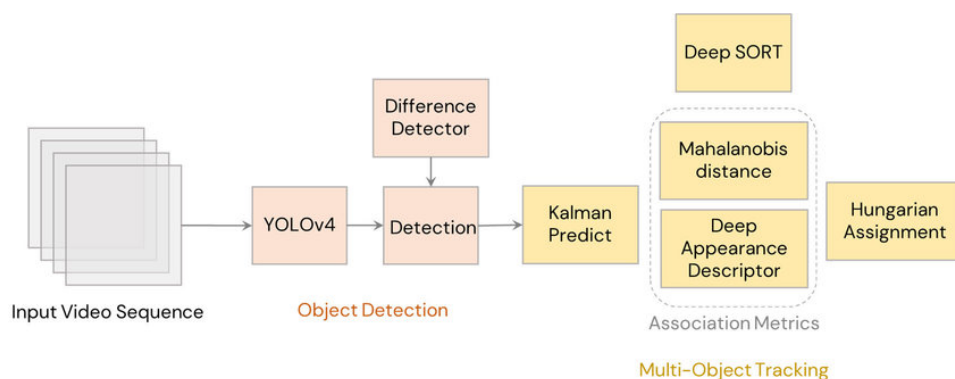 Deep SORT
Difference
Detector
Mahalanobis
distance
YOLOv4
Detection
Kalman
Predict
Deep
Appearance
Descriptor
Hungarian
Assignment
Input Video Sequence
Object Detection
Association Metrics
Multi-Object Tracking